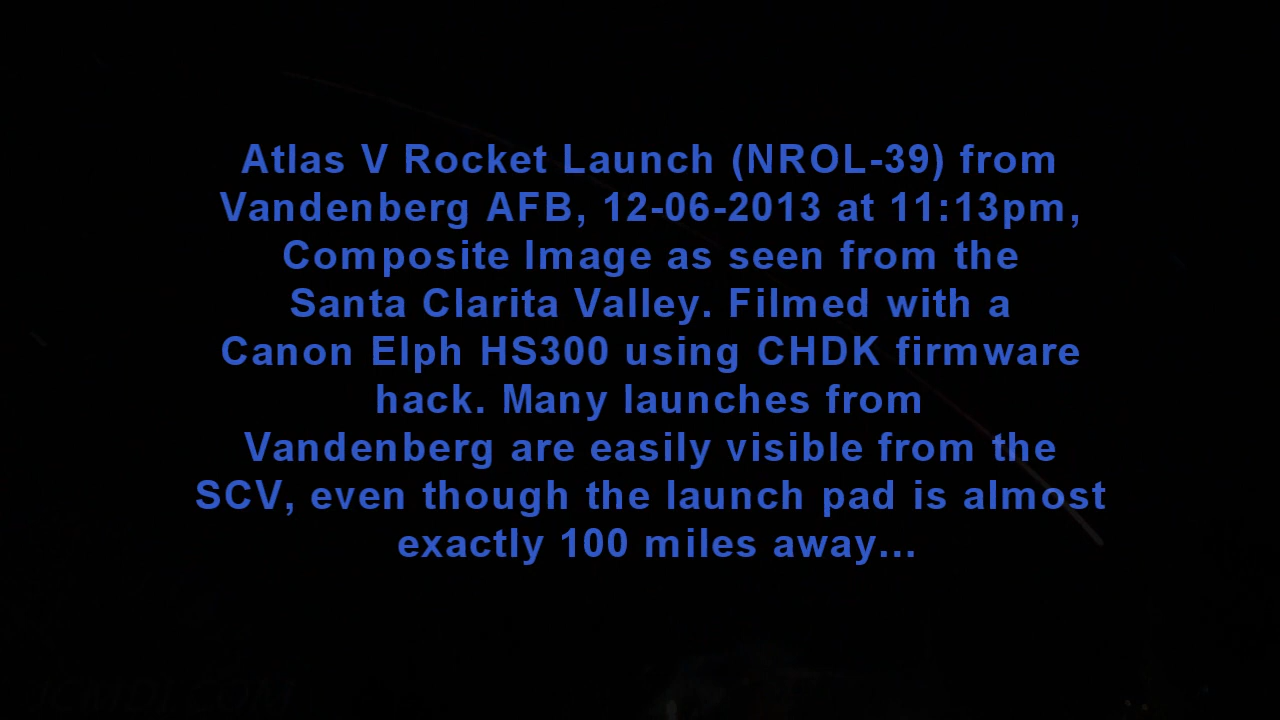 Atlas V Rocket Launch (NROL-39) from
Vandenberg AFB, 12-06-2013 at 11:13pm,
Composite Image as seen from the
Santa Clarita Valley. Filmed with a
Canon Elph HS300 using CHDK firmware
hack. Many launches from
Vandenberg are easily visible from the
SCV, even though the launch pad is almost
exactly 100 miles away...